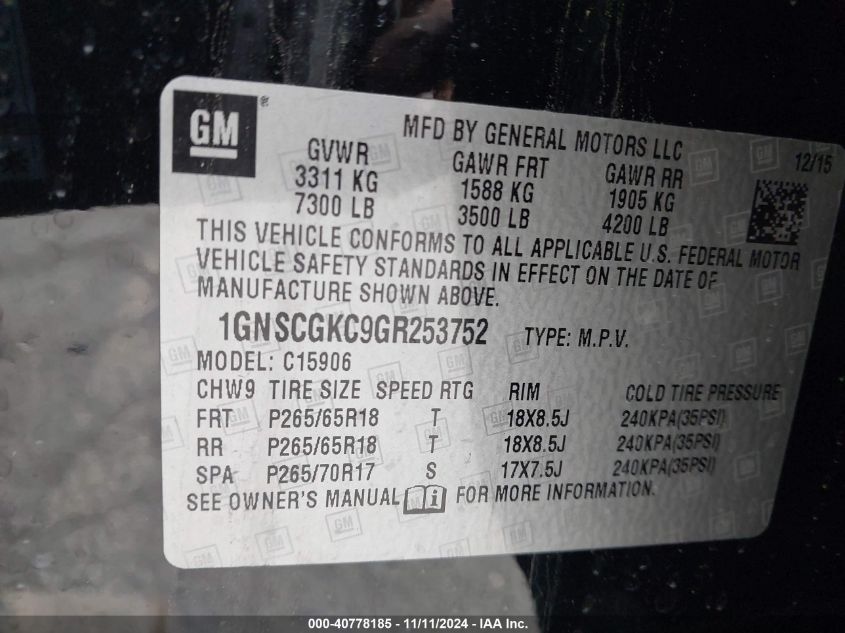 GM ®
MFD BY GENERAL MOTORS LLC
12/15
GVWR GAWR FRT GAWR RR
3311 KG 1588 KG 1905 KG
7300 LB 3500 LB 4200 LB
THIS VEHICLE CONFORMS TO ALL APPLICABLE U.S. FEDERAL MOTOR
VEHICLE SAFETY STANDARDS IN EFFECT ON THE DATE OF
MANUFACTURE SHOWN ABOVE.
1GNSCGKC9GR253752 TYPE: M.P.V.
MODEL: C15906
CHW9 TIRE SIZE SPEED RTG RIM COLD TIRE PRESSURE
FRT P265/65R18 T 18X8.5J 240KPA(35PSI)
RR P265/65R18 T 18X8.5J 240KPA(35PSI)
SPA P265/70R17 S 17X7.5J 240KPA(35PSI)
SEE OWNER'S MANUAL i FOR MORE INFORMATION.
000-40778185 - 11/11/2024 - IAA Inc.